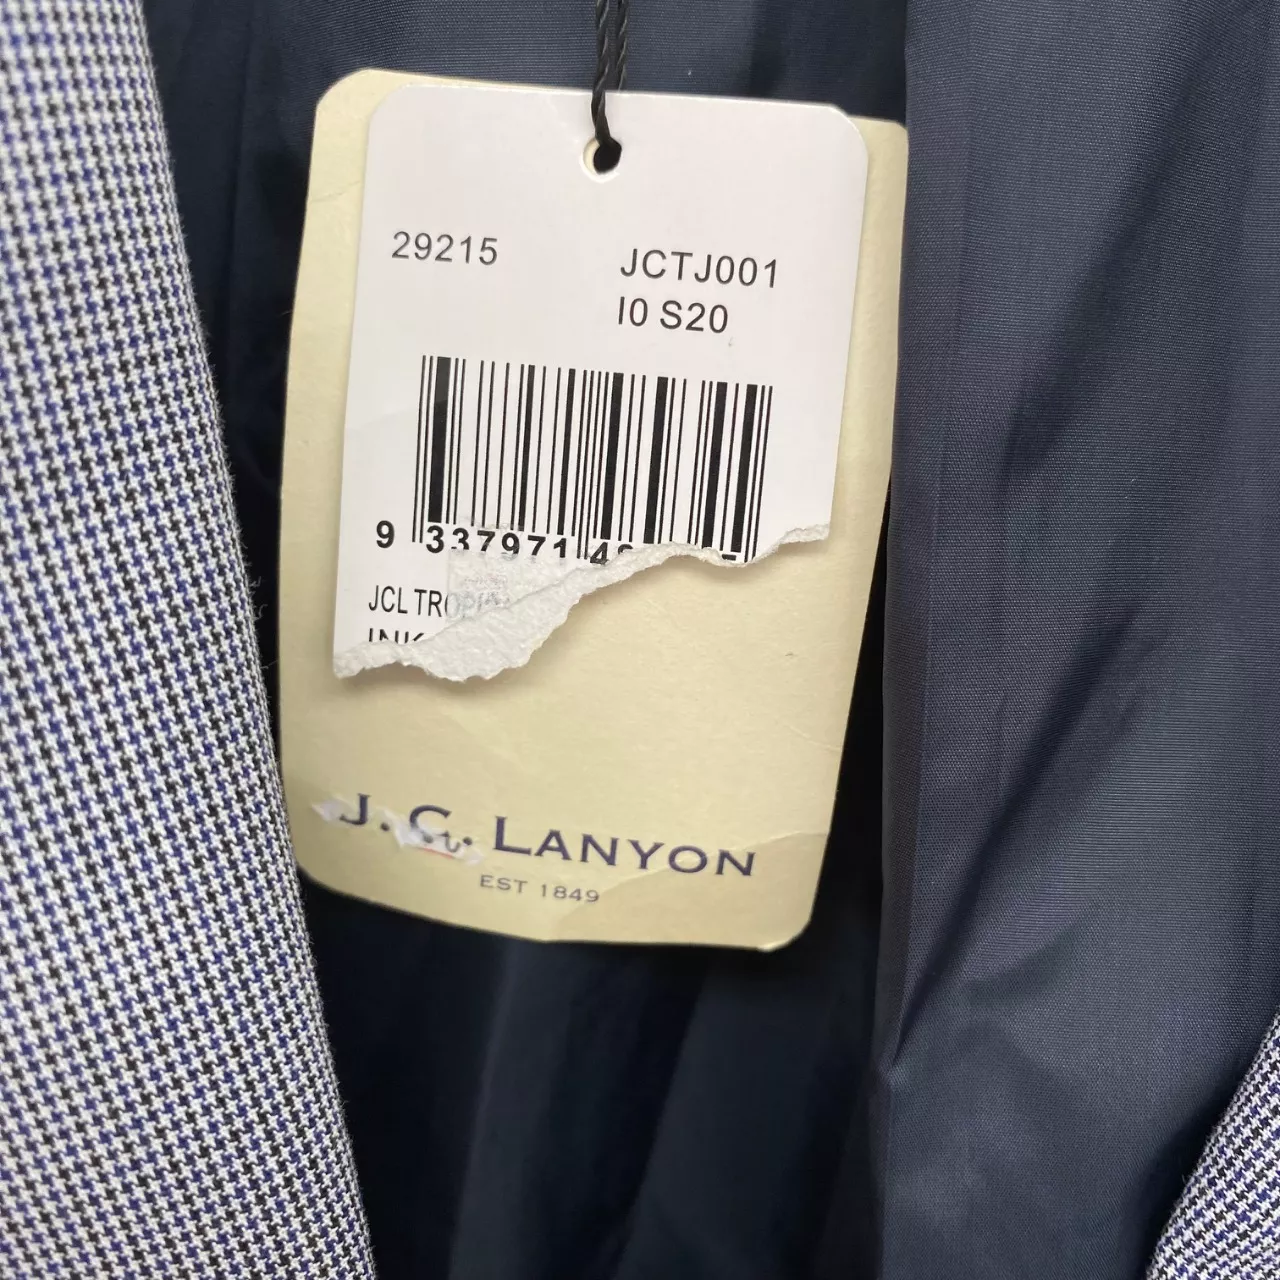 29215
JCTJ001
I0 S20
9 337971
JCL
J. C. LANYON
EST 1849